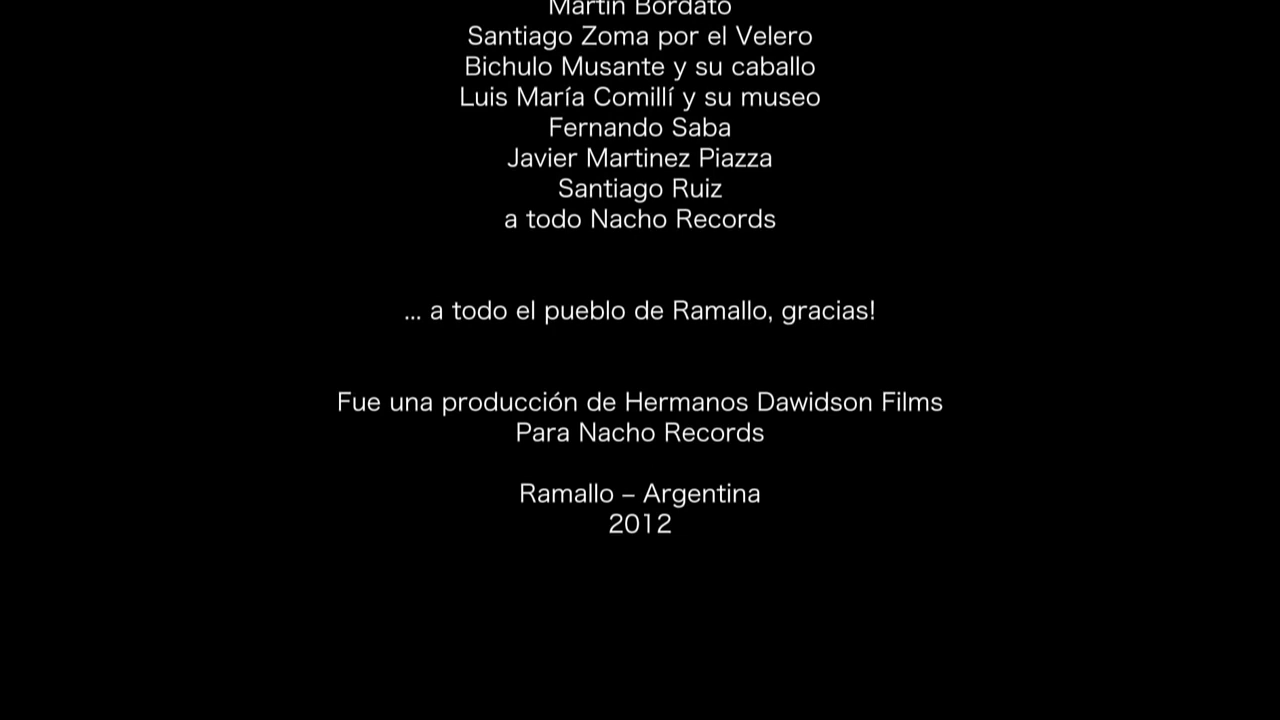 Martin Bordato
Santiago Zoma por el Velero
Bichulo Musante y su caballo
Luis María Comillí y su museo
Fernando Saba
Javier Martinez Piazza
Santiago Ruiz
a todo Nacho Records
... a todo el pueblo de Ramallo, gracias!
Fue una producción de Hermanos Dawidson Films
Para Nacho Records
Ramallo – Argentina
2012